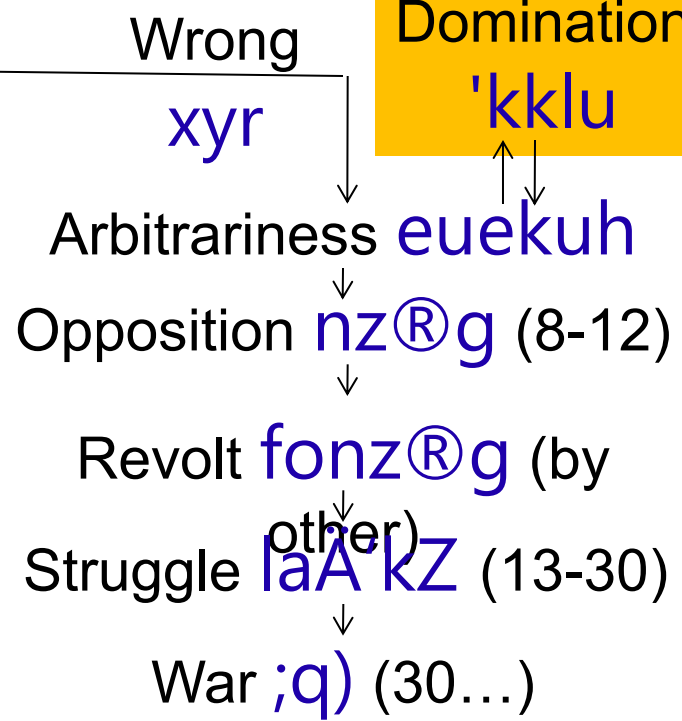 Wrong
Domination
xyr
'kklu
Arbitrariness euekuh
Opposition nz®g (8-12)
Revolt fonz®g (by
other)
Struggle laÄ"kZ (13-30)
War ;q) (30…)